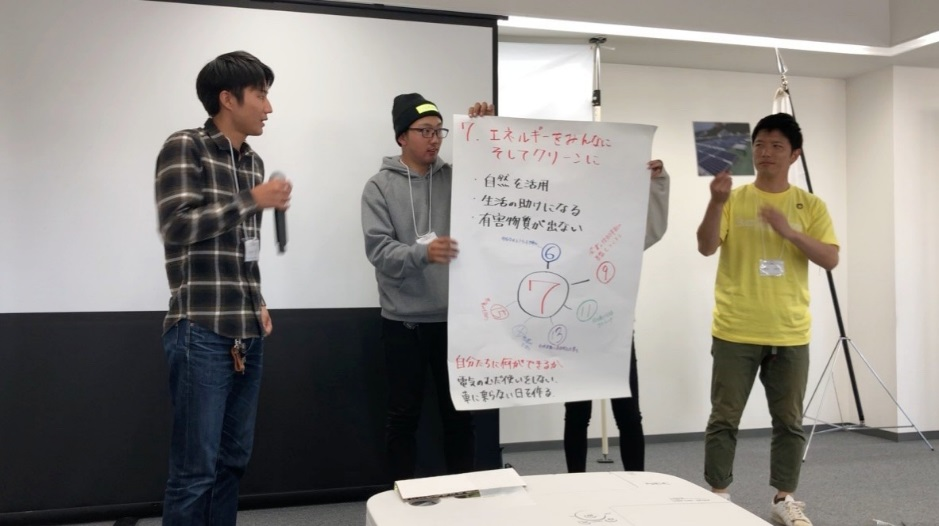 7. エネルギーをみんなに
そしてクリーンに
・自然を活用
・生活の助けになる
・有害物質が出ない
6
9
7
11
自分たちに何ができるか、
電気のむだ使いをしない、
車に乗らない日を作る